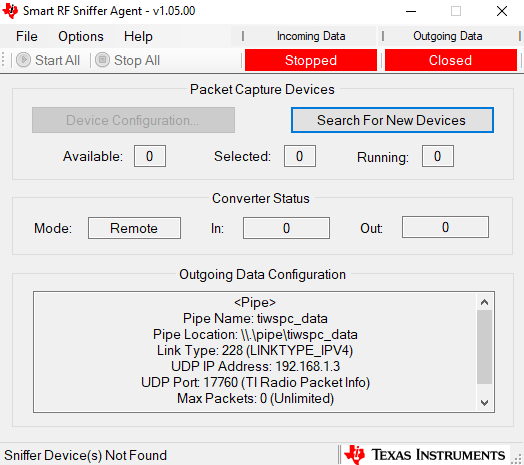 Smart RF Sniffer Agent - v1.05.00
File Options Help
Incoming Data Outgoing Data
Start All Stop All
Stopped Closed
Packet Capture Devices
Device Configuration... Search For New Devices
Available: 0 Selected: 0 Running: 0
Converter Status
Mode: Remote In: 0 Out: 0
Outgoing Data Configuration
<Pipe>
Pipe Name: tiwspc_data
Pipe Location: \\.\pipe\tiwspc_data
Link Type: 228 (LINKTYPE_IPV4)
UDP IP Address: 192.168.1.3
UDP Port: 17760 (TI Radio Packet Info)
Max Packets: 0 (Unlimited)
Sniffer Device(s) Not Found
TEXAS INSTRUMENTS